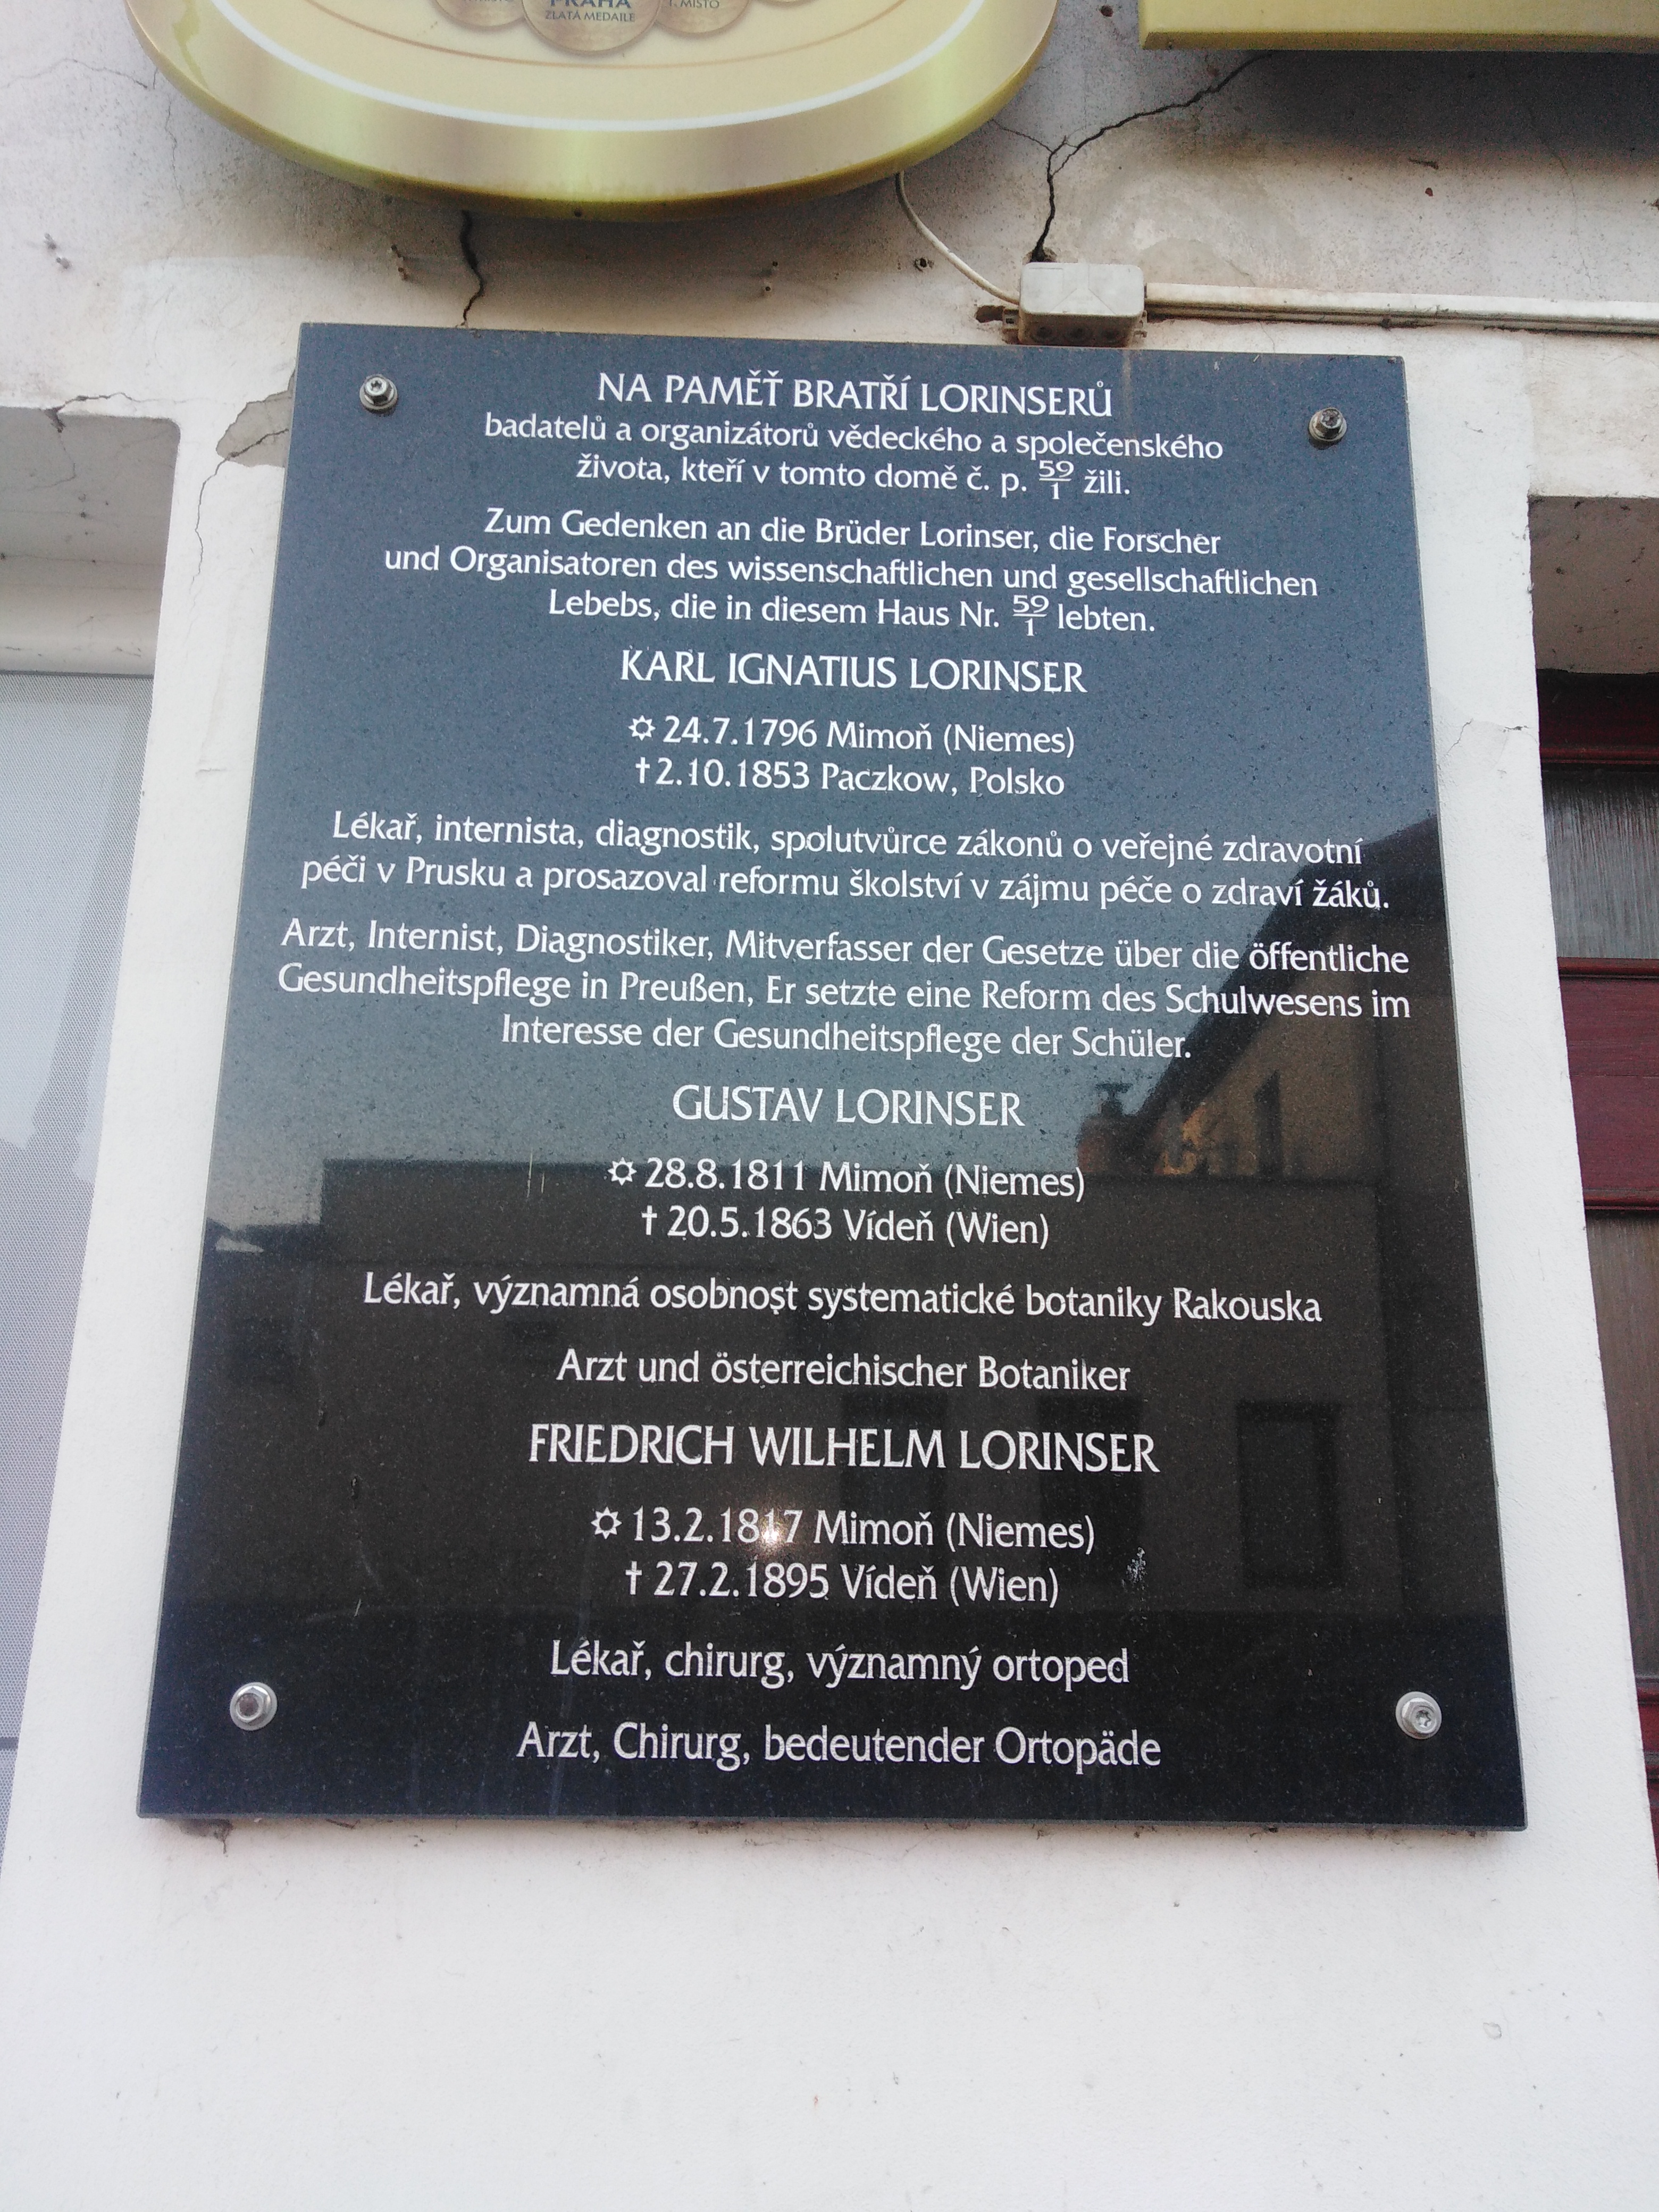 PRAHA
ZLATÁ MEDAILE
1. MÍSTO
NA PAMĚŤ BRATŘÍ LORINSERŮ
badatelů a organizátorů vědeckého a společenského
života, kteří v tomto domě č. p. 59/1 žili.
Zum Gedenken an die Brüder Lorinser, die Forscher
und Organisatoren des wissenschaftlichen und gesellschaftlichen
Lebebs, die in diesem Haus Nr. 59/1 lebten.
KARL IGNATIUS LORINSER
✡ 24.7.1796 Mimoň (Niemes)
† 2.10.1853 Paczkow, Polsko
Lékař, internista, diagnostik, spolutvůrce zákonů o veřejné zdravotní
péči v Prusku a prosazoval reformu školství v zájmu péče o zdraví žáků.
Arzt, Internist, Diagnostiker, Mitverfasser der Gesetze über die öffentliche
Gesundheitspflege in Preußen, Er setzte eine Reform des Schulwesens im
Interesse der Gesundheitspflege der Schüler.
GUSTAV LORINSER
✡ 28.8.1811 Mimoň (Niemes)
† 20.5.1863 Vídeň (Wien)
Lékař, významná osobnost systematické botaniky Rakouska
Arzt und österreichischer Botaniker
FRIEDRICH WILHELM LORINSER
✡ 13.2.1817 Mimoň (Niemes)
† 27.2.1895 Vídeň (Wien)
Lékař, chirurg, významný ortoped
Arzt, Chirurg, bedeutender Ortopäde